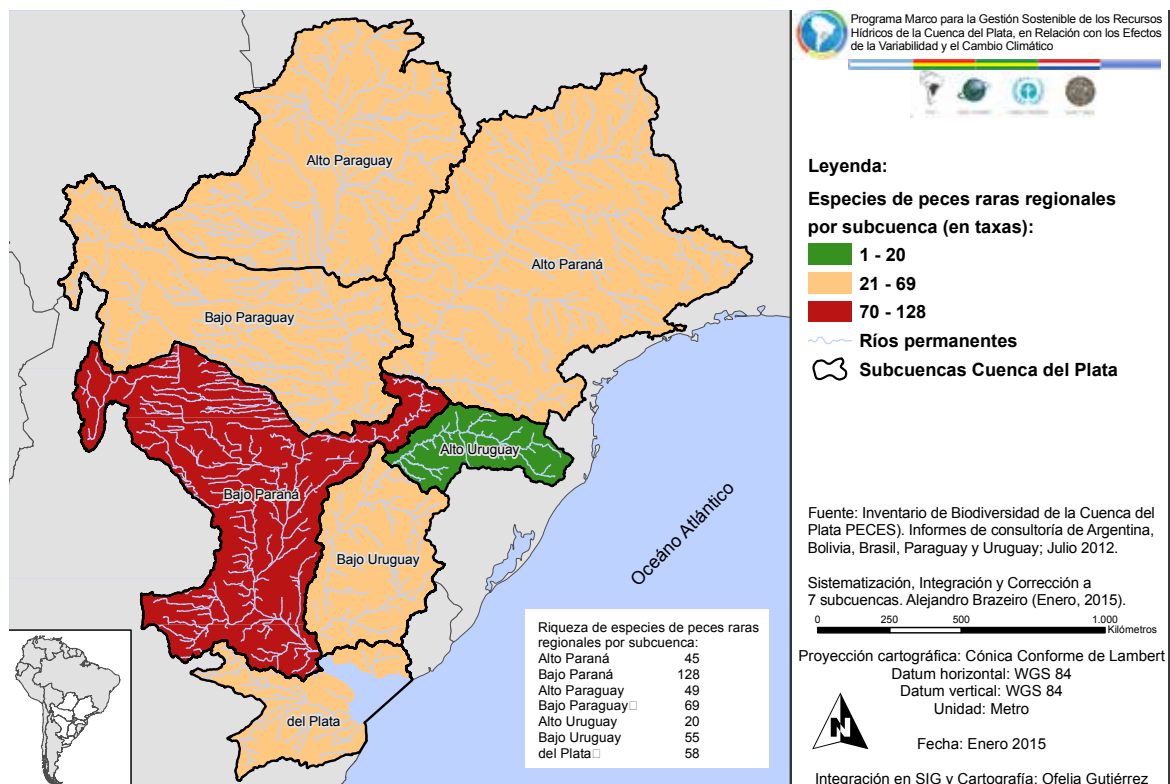 Alto Paraguay
Alto Paraná
Bajo Paraguay
Alto Uruguay
Bajo Paraná
Bajo Uruguay
del Plata
Oceáno Atlántico
Riqueza de especies de peces raras
regionales por subcuenca:
Alto Paraná 45
Bajo Paraná 128
Alto Paraguay 49
Bajo Paraguay 69
Alto Uruguay 20
Bajo Uruguay 55
del Plata 58
Programa Marco para la Gestión Sostenible de los Recursos
Hídricos de la Cuenca del Plata, en Relación con los Efectos
de la Variabilidad y el Cambio Climático
Leyenda:
Especies de peces raras regionales
por subcuenca (en taxas):
1 - 20
21 - 69
70 - 128
Ríos permanentes
Subcuencas Cuenca del Plata
Fuente: Inventario de Biodiversidad de la Cuenca del
Plata PECES). Informes de consultoría de Argentina,
Bolivia, Brasil, Paraguay y Uruguay; Julio 2012.
Sistematización, Integración y Corrección a
7 subcuencas. Alejandro Brazeiro (Enero, 2015).
0 250 500 1.000
Kilómetros
Proyección cartográfica: Cónica Conforme de Lambert
Datum horizontal: WGS 84
Datum vertical: WGS 84
Unidad: Metro
N
Fecha: Enero 2015
Integración en SIG y Cartografía: Ofelia Gutiérrez